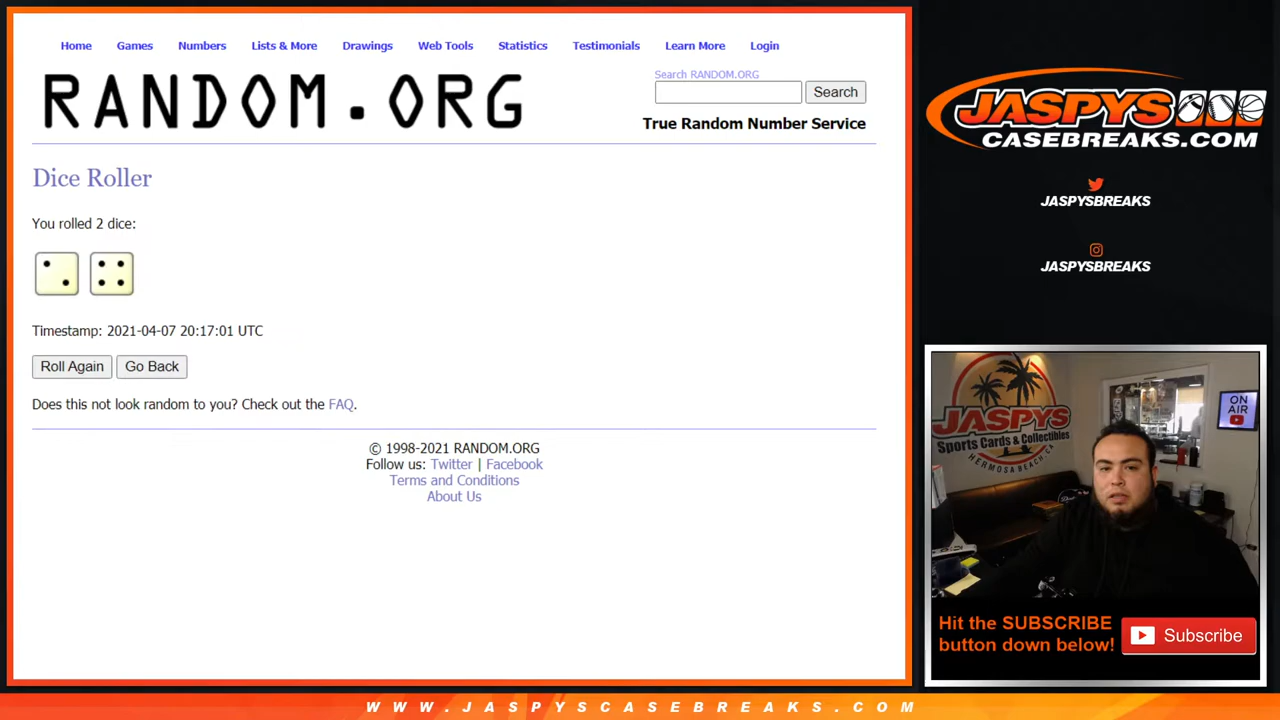 Home Games Numbers Lists & More Drawings Web Tools Statistics Testimonials Learn More Login
RANDOM.ORG
Search RANDOM.ORG
Search
True Random Number Service
Dice Roller
You rolled 2 dice:
Timestamp: 2021-04-07 20:17:01 UTC
Roll Again Go Back
Does this not look random to you? Check out the FAQ.
© 1998-2021 RANDOM.ORG
Follow us: Twitter | Facebook
Terms and Conditions
About Us
JASPYS
CASEBREAKS.COM
JASPYSBREAKS
JASPYSBREAKS
JASPYS
Sports Cards & Collectibles
HERMOSA BEACH, CA
ON
AIR
Hit the SUBSCRIBE
button down below!
Subscribe
WWW.JASPYSCASEBREAKS.COM